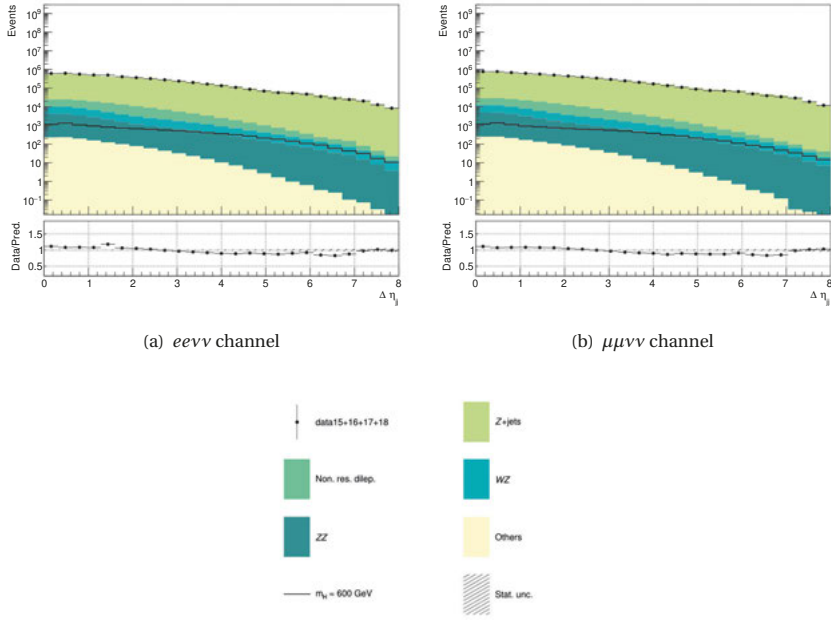 Events
10⁹
10⁸
10⁷
10⁶
10⁵
10⁴
10³
10²
10
1
10⁻¹
Data/Pred.
1.5
1
0.5
0 1 2 3 4 5 6 7 8
Δ η_jj
(a) eeνν channel
Events
10⁹
10⁸
10⁷
10⁶
10⁵
10⁴
10³
10²
10
1
10⁻¹
Data/Pred.
1.5
1
0.5
0 1 2 3 4 5 6 7 8
Δ η_jj
(b) μμνν channel
data15+16+17+18
Z+jets
Non. res. dilep.
WZ
ZZ
Others
m_H = 600 GeV
Stat. unc.